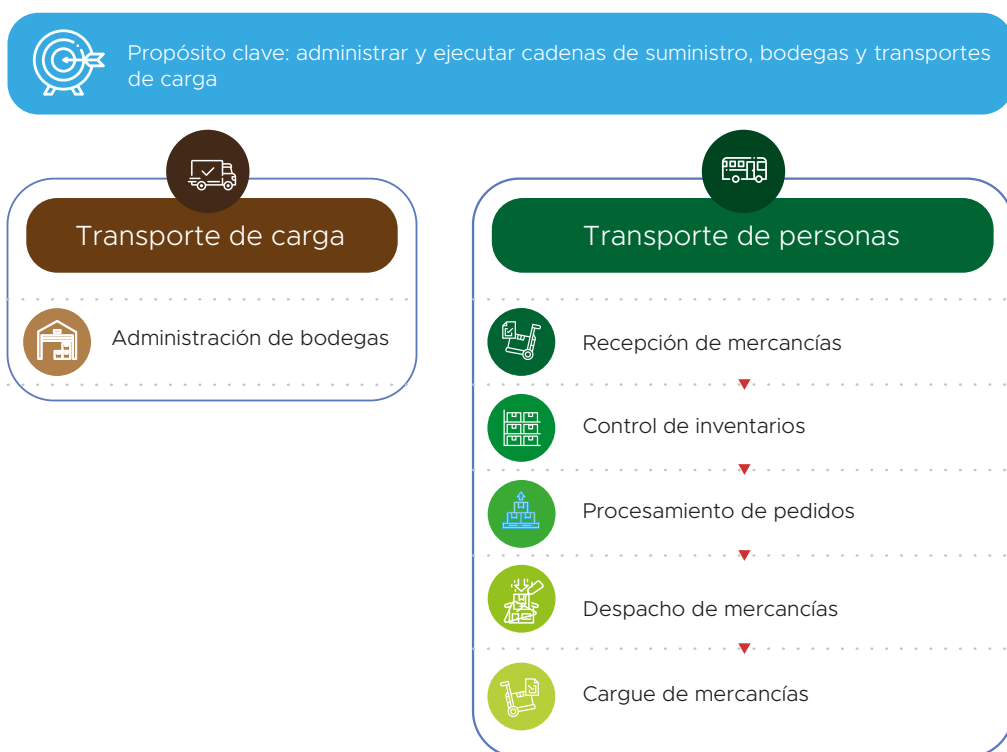 Propósito clave: administrar y ejecutar cadenas de suministro, bodegas y transportes
de carga
Transporte de carga
Administración de bodegas
Transporte de personas
Recepción de mercancías
Control de inventarios
Procesamiento de pedidos
Despacho de mercancías
Cargue de mercancías